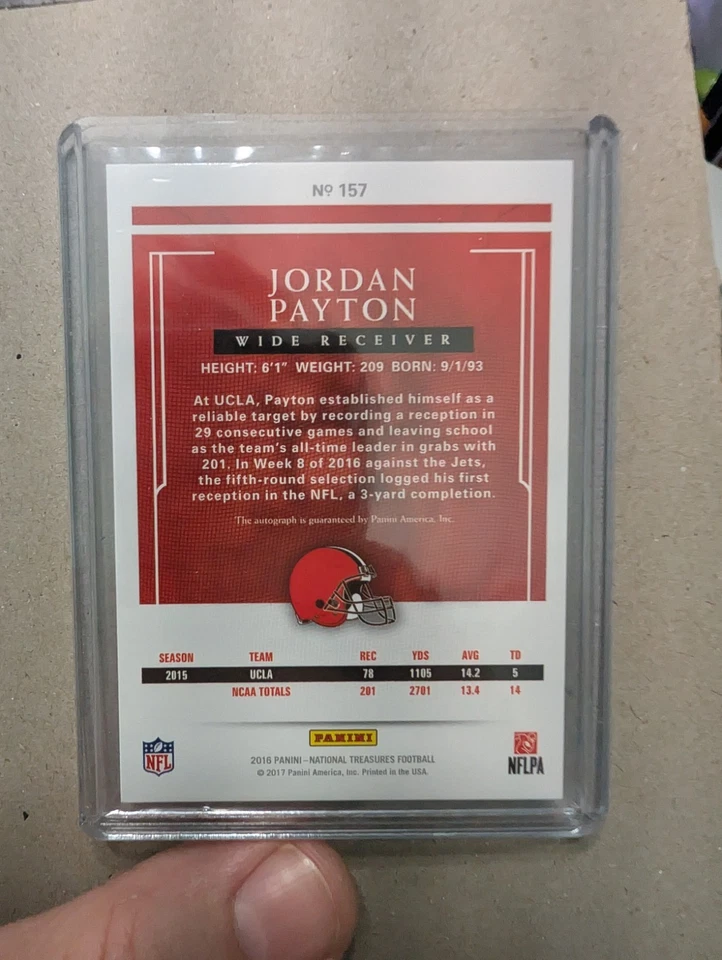 Nº 157
JORDAN
PAYTON
WIDE RECEIVER
HEIGHT: 6'1" WEIGHT: 209 BORN: 9/1/93
At UCLA, Payton established himself as a
reliable target by recording a reception in
29 consecutive games and leaving school
as the team's all-time leader in grabs with
201. In Week 8 of 2016 against the Jets,
the fifth-round selection logged his first
reception in the NFL, a 3-yard completion.
The autograph is guaranteed by Panini America, Inc.
SEASON TEAM REC YDS AVG TD
2015 UCLA 78 1105 14.2 5
NCAA TOTALS 201 2701 13.4 14
PANINI
NFL
2016 PANINI–NATIONAL TREASURES FOOTBALL
© 2017 Panini America, Inc. Printed in the USA.
NFLPA